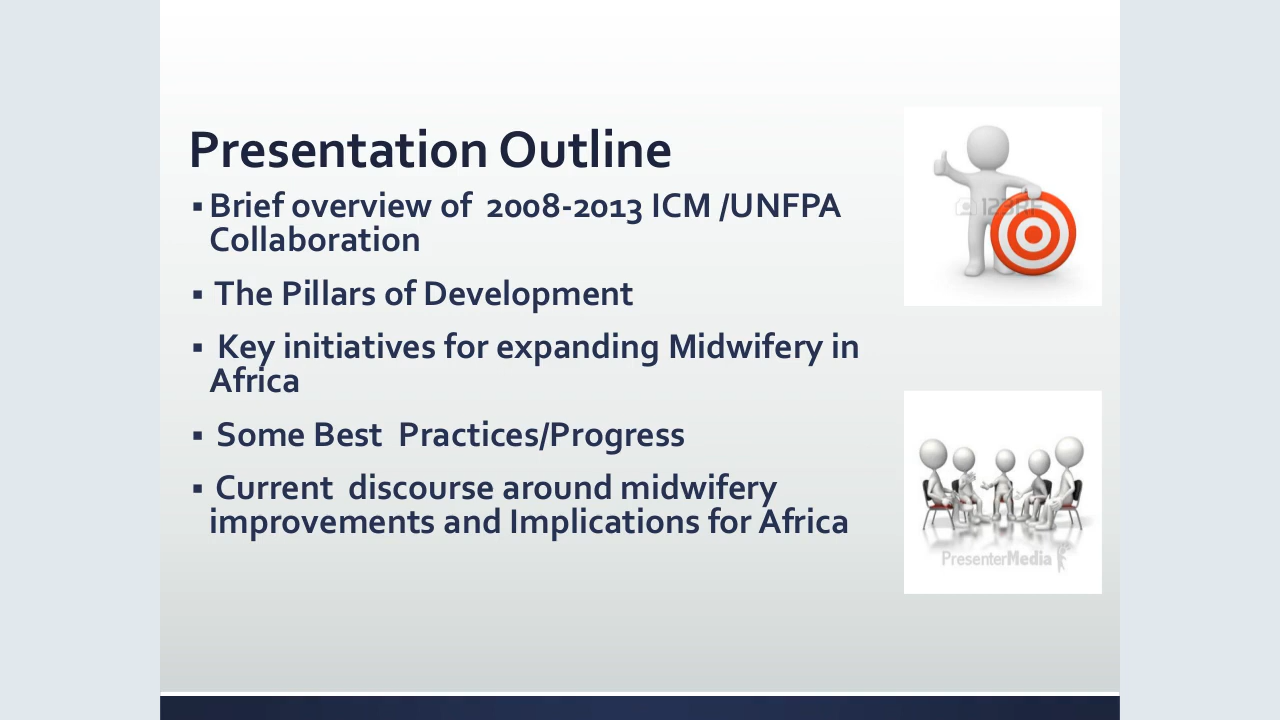 Presentation Outline
▪ Brief overview of 2008-2013 ICM /UNFPA
Collaboration
▪ The Pillars of Development
▪ Key initiatives for expanding Midwifery in
Africa
▪ Some Best Practices/Progress
▪ Current discourse around midwifery
improvements and Implications for Africa
123RF
PresenterMedia